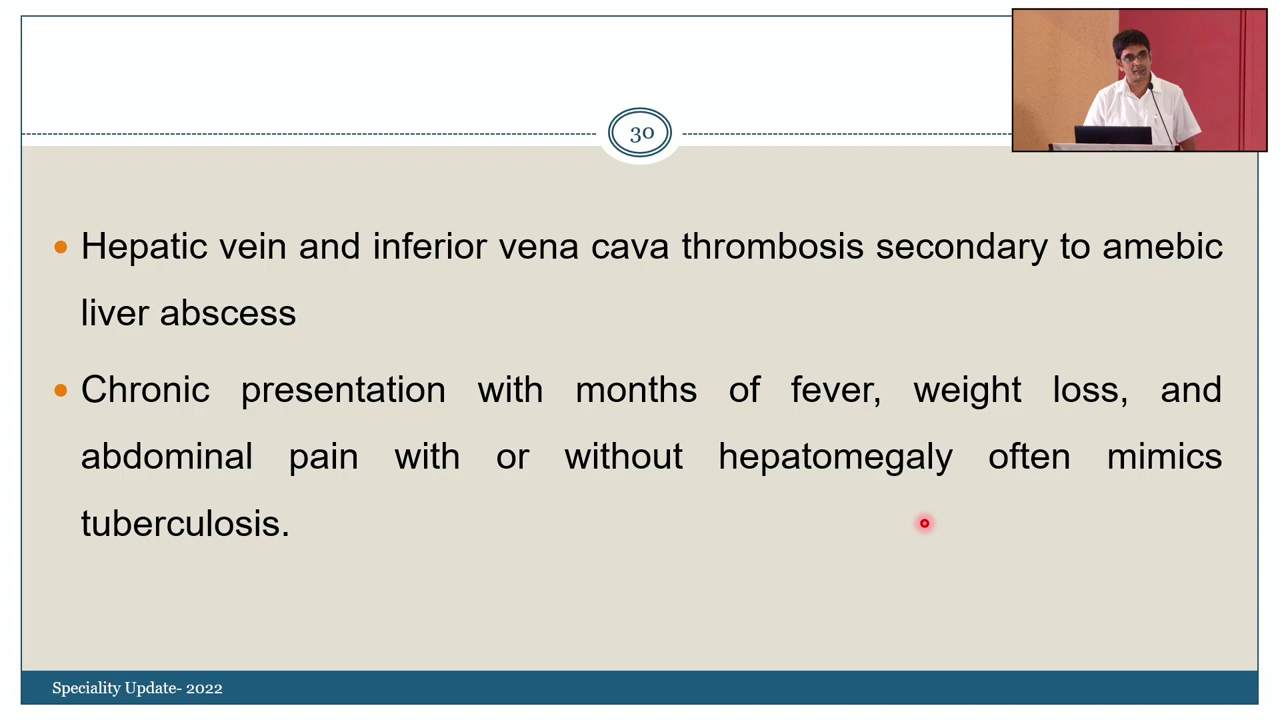 30
Hepatic vein and inferior vena cava thrombosis secondary to amebic
liver abscess
Chronic presentation with months of fever, weight loss, and
abdominal pain with or without hepatomegaly often mimics
tuberculosis.
Speciality Update- 2022